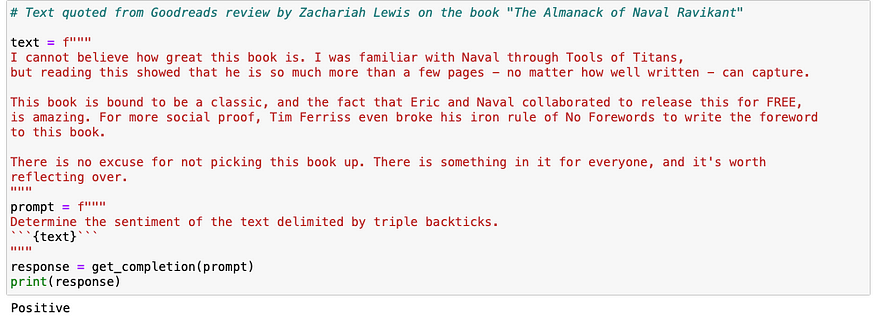 # Text quoted from Goodreads review by Zachariah Lewis on the book "The Almanack of Naval Ravikant"
text = f"""
I cannot believe how great this book is. I was familiar with Naval through Tools of Titans,
but reading this showed that he is so much more than a few pages – no matter how well written – can capture.
This book is bound to be a classic, and the fact that Eric and Naval collaborated to release this for FREE,
is amazing. For more social proof, Tim Ferriss even broke his iron rule of No Forewords to write the foreword
to this book.
There is no excuse for not picking this book up. There is something in it for everyone, and it's worth
reflecting over.
"""
prompt = f"""
Determine the sentiment of the text delimited by triple backticks.
```{text}```
"""
response = get_completion(prompt)
print(response)
Positive